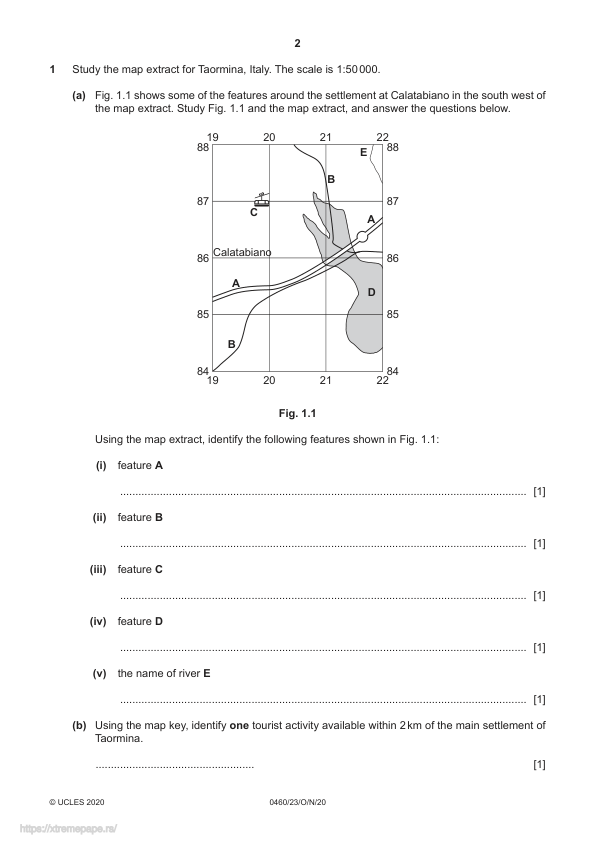 2
1 Study the map extract for Taormina, Italy. The scale is 1:50 000.
(a) Fig. 1.1 shows some of the features around the settlement at Calatabiano in the south west of
the map extract. Study Fig. 1.1 and the map extract, and answer the questions below.
19 20 21 22
88 88
E
B
87 87
C
A
86 86
Calatabiano
A
D
85 85
B
84 84
19 20 21 22
Fig. 1.1
Using the map extract, identify the following features shown in Fig. 1.1:
(i) feature A
[1]
(ii) feature B
[1]
(iii) feature C
[1]
(iv) feature D
[1]
(v) the name of river E
[1]
(b) Using the map key, identify one tourist activity available within 2 km of the main settlement of
Taormina.
[1]
© UCLES 2020 0460/23/O/N/20
https://xtremepape.rs/